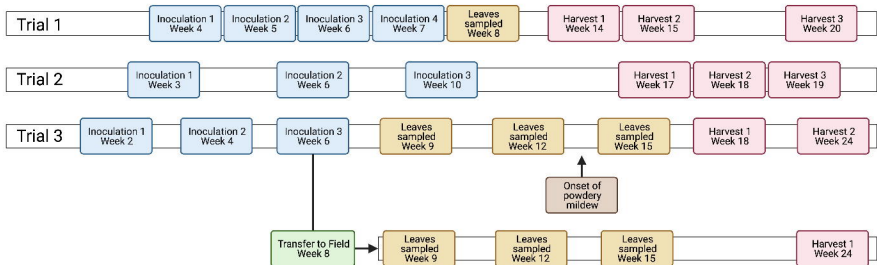 Trial 1
Inoculation 1
Week 4
Inoculation 2
Week 5
Inoculation 3
Week 6
Inoculation 4
Week 7
Leaves
sampled
Week 8
Harvest 1
Week 14
Harvest 2
Week 15
Harvest 3
Week 20
Trial 2
Inoculation 1
Week 3
Inoculation 2
Week 6
Inoculation 3
Week 10
Harvest 1
Week 17
Harvest 2
Week 18
Harvest 3
Week 19
Trial 3
Inoculation 1
Week 2
Inoculation 2
Week 4
Inoculation 3
Week 6
Leaves
sampled
Week 9
Leaves
sampled
Week 12
Leaves
sampled
Week 15
Harvest 1
Week 18
Harvest 2
Week 24
Onset of
powdery
mildew
Transfer to Field
Week 8
Leaves
sampled
Week 9
Leaves
sampled
Week 12
Leaves
sampled
Week 15
Harvest 1
Week 24